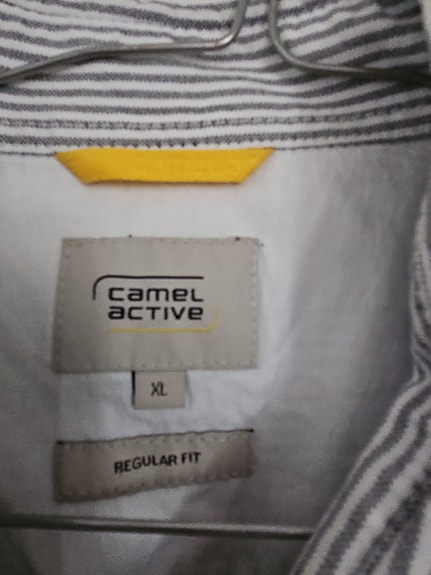 camel
active
XL
REGULAR FIT